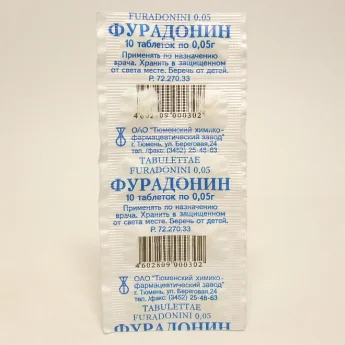 FURADONINI 0,05
ФУРАДОНИН
10 таблеток по 0,05г
Применять по назначению
врача. Хранить в защищенном
от света месте. Беречь от детей.
Р. 72.270.33
4602809000302
ОАО "Тюменский химико-
фармацевтический завод"
г. Тюмень, ул. Береговая,24
тел./факс: (3452) 25-48-63
TABULETTAE
FURADONINI 0,05
ФУРАДОНИН
10 таблеток по 0,05г
Применять по назначению
врача. Хранить в защищенном
от света месте. Беречь от детей.
Р. 72.270.33
4602809000302
ОАО "Тюменский химико-
фармацевтический завод"
г. Тюмень, ул. Береговая,24
тел./факс: (3452) 25-48-63
TABULETTAE
FURADONINI 0,05
ФУРАДОНИН